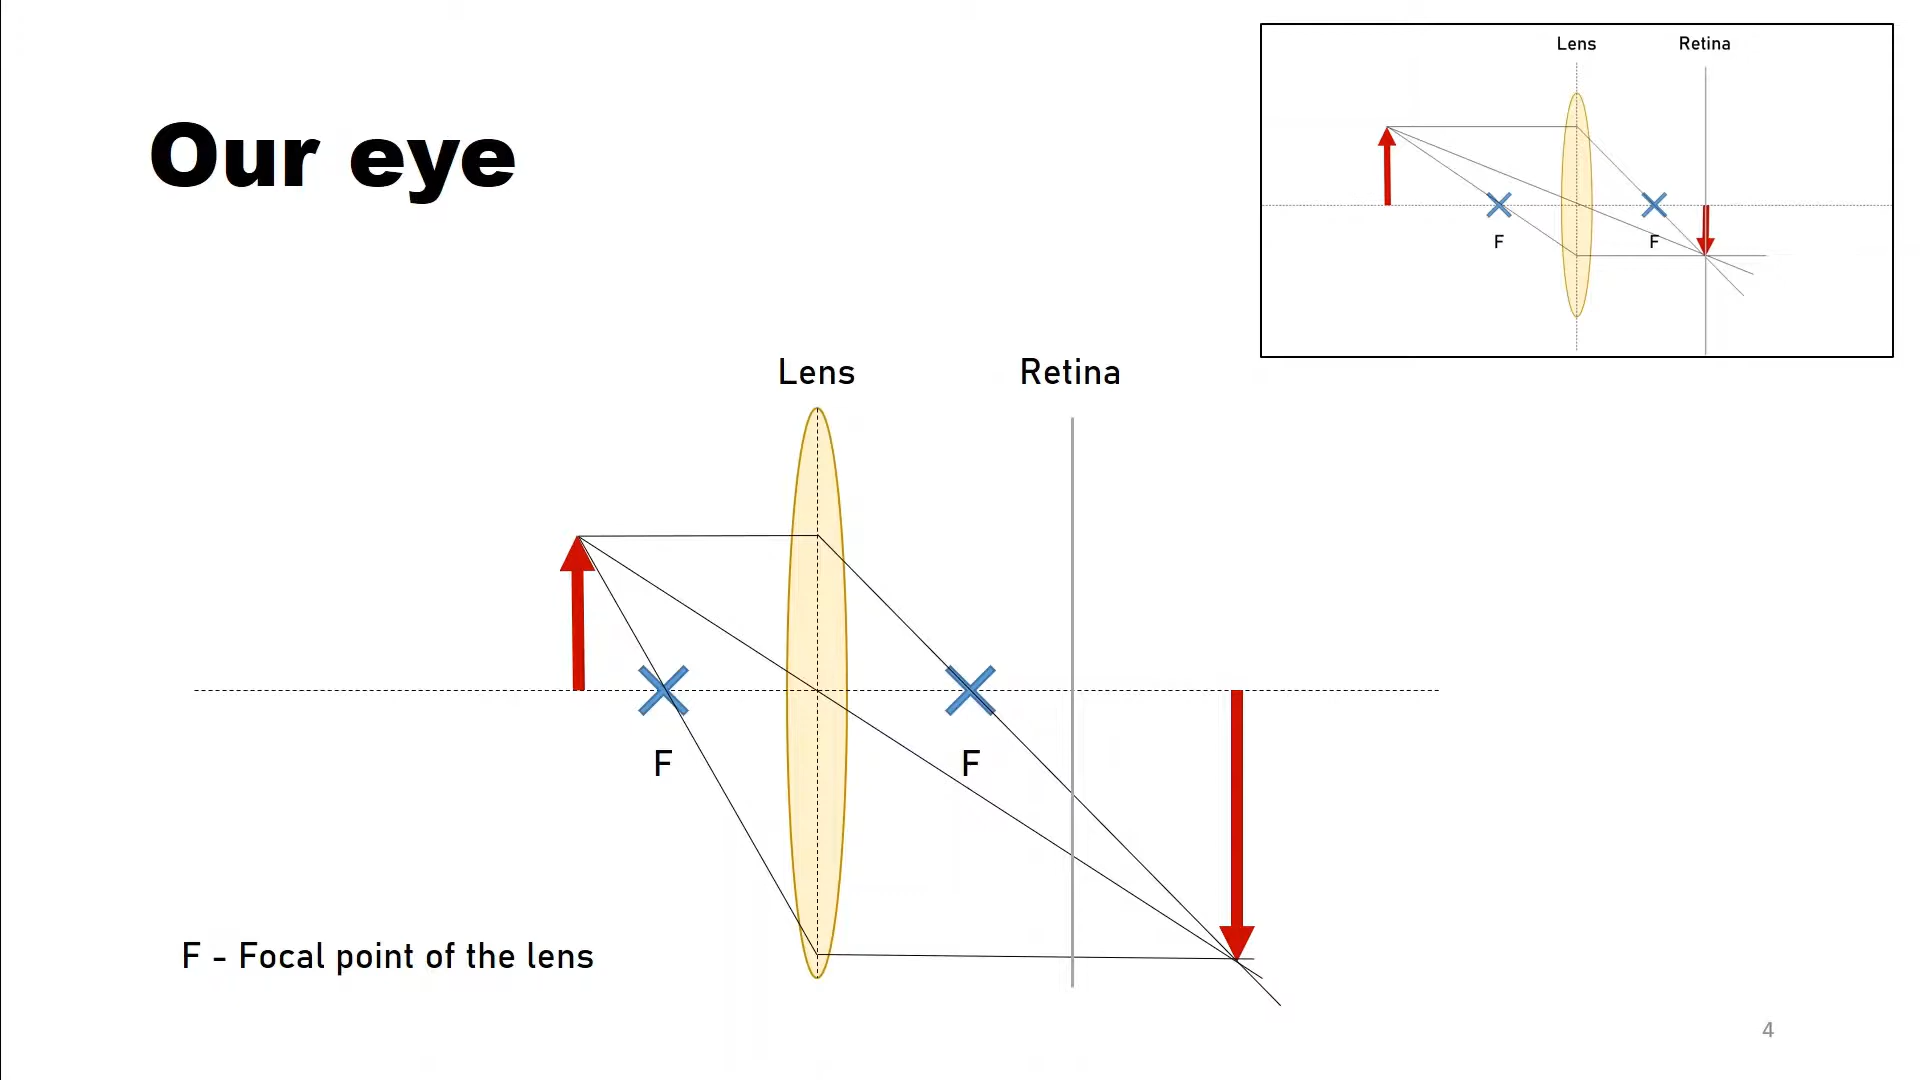 Our eye
Lens
Retina
F
F
Lens
Retina
F
F
F - Focal point of the lens
4